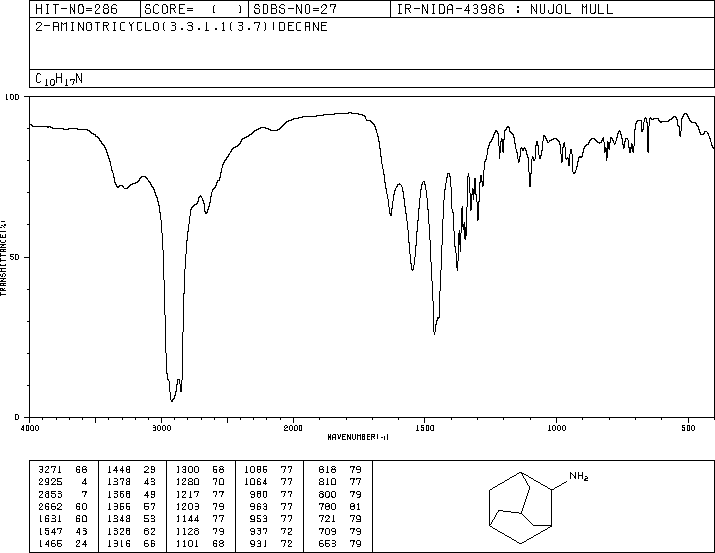 HIT-NO=286 SCORE= ( ) SDBS-NO=27 IR-NIDA-43986 : NUJOL MULL
2-AMINOTRICYCLO(3.3.1.1(3.7))DECANE
C10H17N
100
50
0
TRANSMITTANCE(%)
4000 3000 2000 1500 1000 500
WAVENUMBER(-1)
3271 68 1448 29 1300 58 1086 77 818 79
2925 4 1378 43 1280 70 1064 77 810 77
2853 7 1368 49 1217 77 980 77 800 79
2662 60 1355 57 1203 79 963 77 780 81
1631 60 1348 53 1144 77 953 77 721 79
1547 43 1328 62 1128 79 937 72 709 79
1466 24 1316 66 1101 68 931 72 653 79
NH2